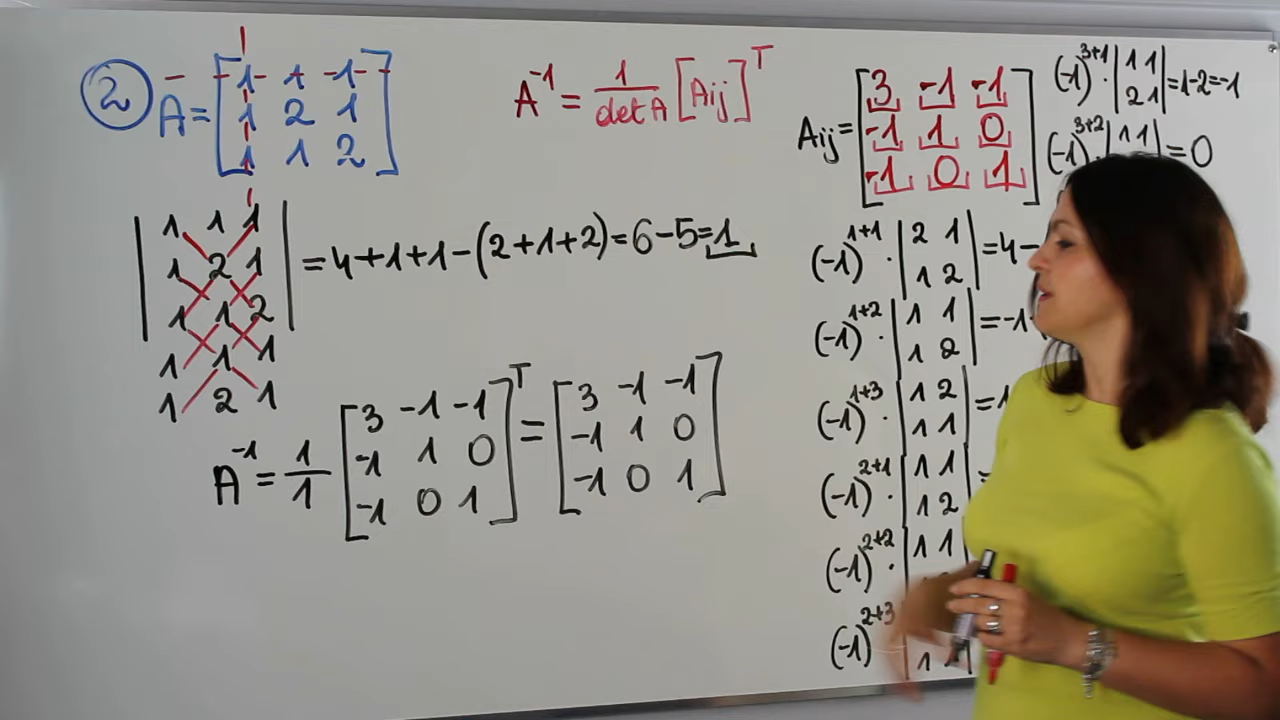 2
A = [1 1 1
1 2 1
1 1 2]
A⁻¹ = 1/det A [Aij]ᵀ
Aij = [3 -1 -1
-1 1 0
-1 0 1]
(-1)³⁺¹ · |1 1
2 1| = 1-2 = -1
(-1)³⁺² · |1 1| = 0
|1 1 1
1 2 1
1 1 2| = 4+1+1-(2+1+2) = 6-5 = 1
1 1 1
1 2 1
A⁻¹ = 1/1 [3 -1 -1
-1 1 0
-1 0 1]ᵀ = [3 -1 -1
-1 1 0
-1 0 1]
(-1)¹⁺¹ · |2 1
1 2| = 4-
(-1)¹⁺² · |1 1
1 2| = -1
(-1)¹⁺³ · |1 2
1 1| = 1
(-1)²⁺¹ · |1 1
1 2| =
(-1)²⁺² · |1 1
(-1)²⁺³
1